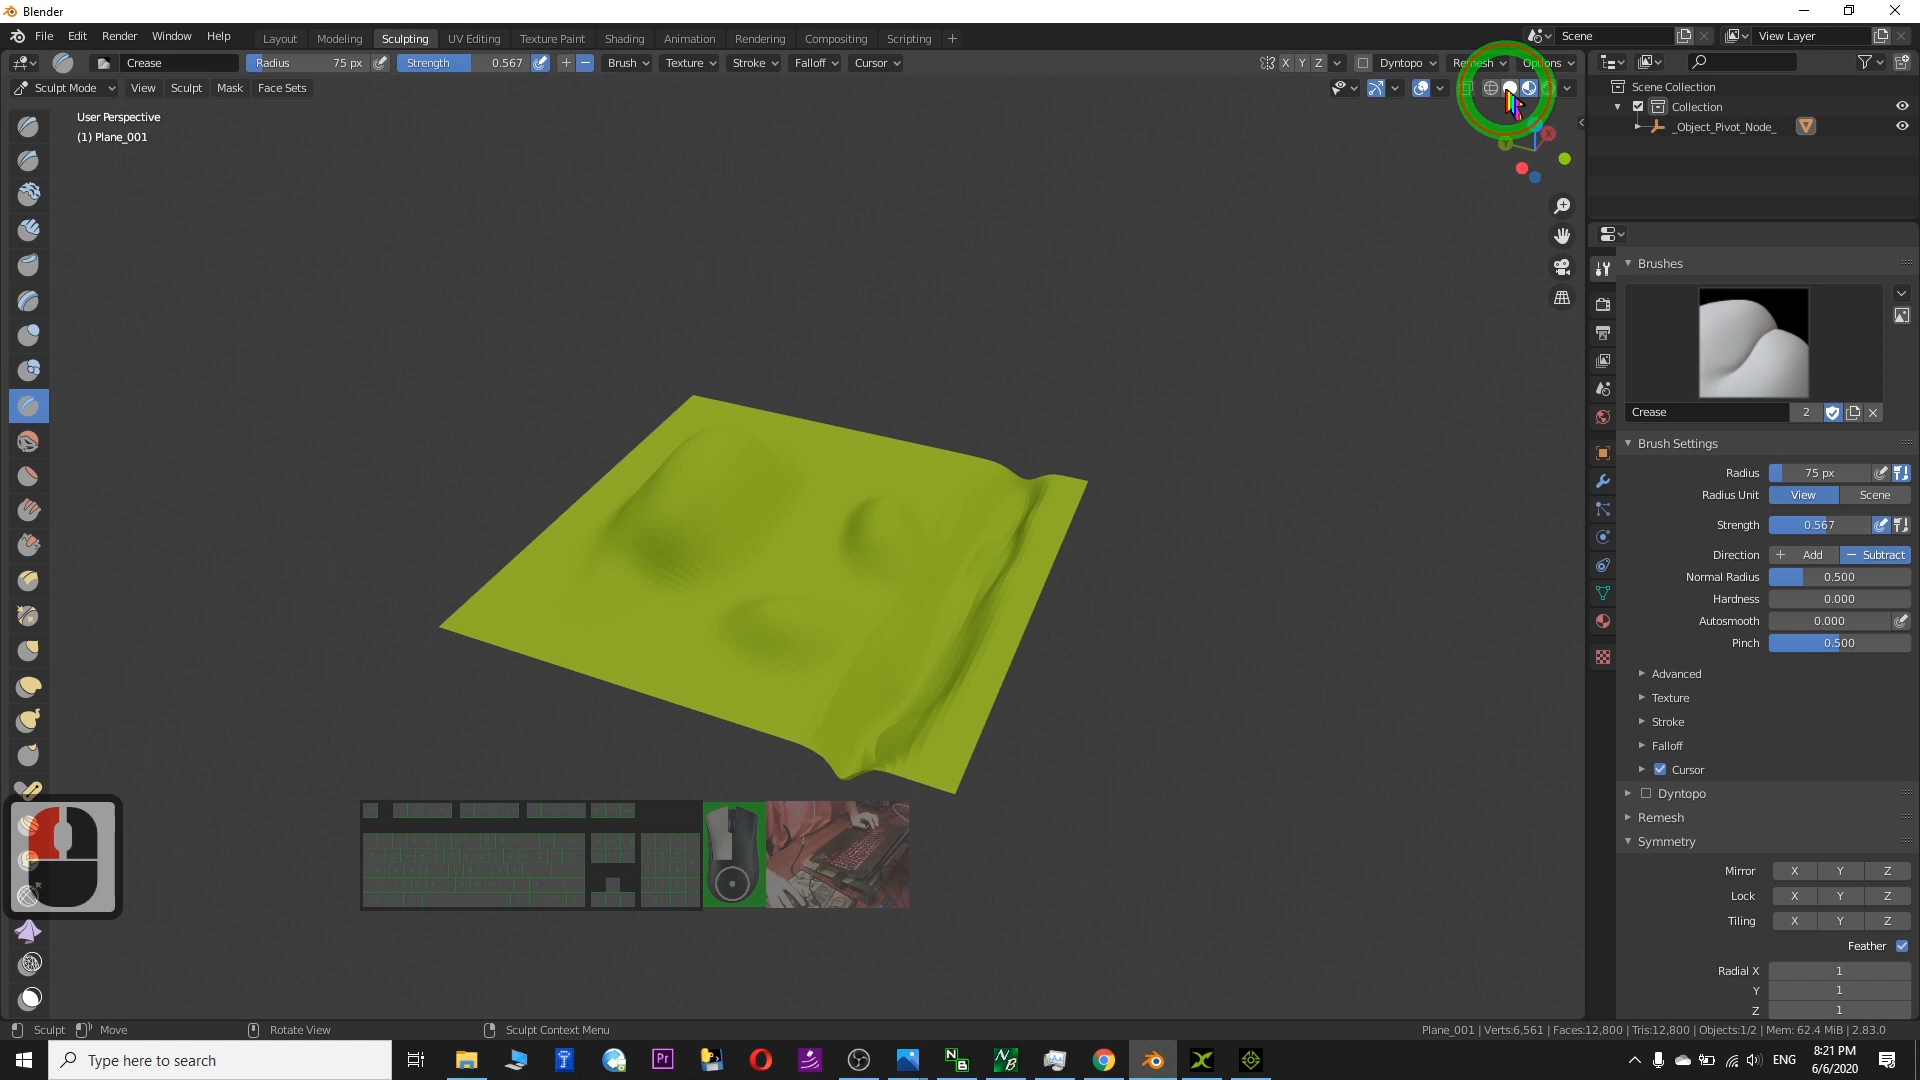 Blender
File Edit Render Window Help Layout Modeling Sculpting UV Editing Texture Paint Shading Animation Rendering Compositing Scripting + Scene View Layer
Crease Radius 75 px Strength 0.567 Brush Texture Stroke Falloff Cursor X Y Z Dyntopo Remesh Options
Sculpt Mode View Sculpt Mask Face Sets
User Perspective
(1) Plane_001
Scene Collection
Collection
_Object_Pivot_Node_
X
Y
Brushes
Crease 2
Brush Settings
Radius 75 px
Radius Unit View Scene
Strength 0.567
Direction + Add − Subtract
Normal Radius 0.500
Hardness 0.000
Autosmooth 0.000
Pinch 0.500
Advanced
Texture
Stroke
Falloff
Cursor
Dyntopo
Remesh
Symmetry
Mirror X Y Z
Lock X Y Z
Tiling X Y Z
Feather
Radial X 1
Y 1
Z 1
Sculpt Move Rotate View Sculpt Context Menu Plane_001 | Verts:6,561 | Faces:12,800 | Tris:12,800 | Objects:1/2 | Mem: 62.4 MiB | 2.83.0
Type here to search
ENG
8:21 PM
6/6/2020